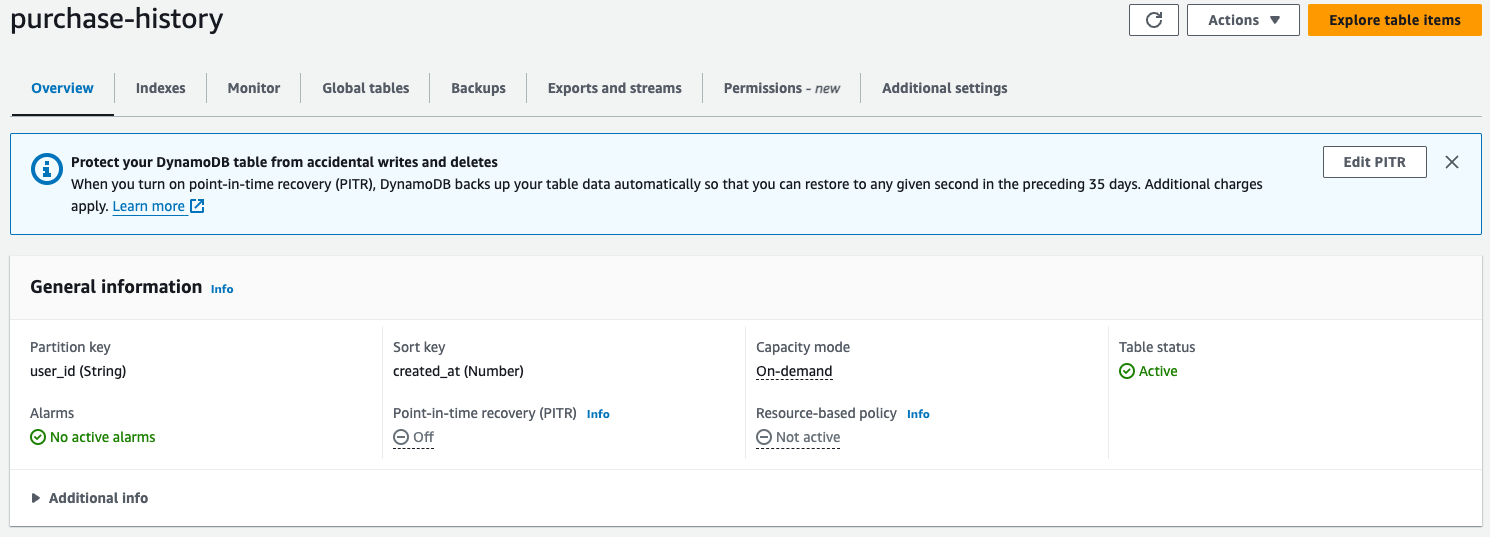 purchase-history
Actions
Explore table items
Overview
Indexes
Monitor
Global tables
Backups
Exports and streams
Permissions - new
Additional settings
Protect your DynamoDB table from accidental writes and deletes
Edit PITR
When you turn on point-in-time recovery (PITR), DynamoDB backs up your table data automatically so that you can restore to any given second in the preceding 35 days. Additional charges
apply. Learn more
General information Info
Partition key
user_id (String)
Sort key
created_at (Number)
Capacity mode
On-demand
Table status
Active
Alarms
No active alarms
Point-in-time recovery (PITR) Info
Off
Resource-based policy Info
Not active
Additional info